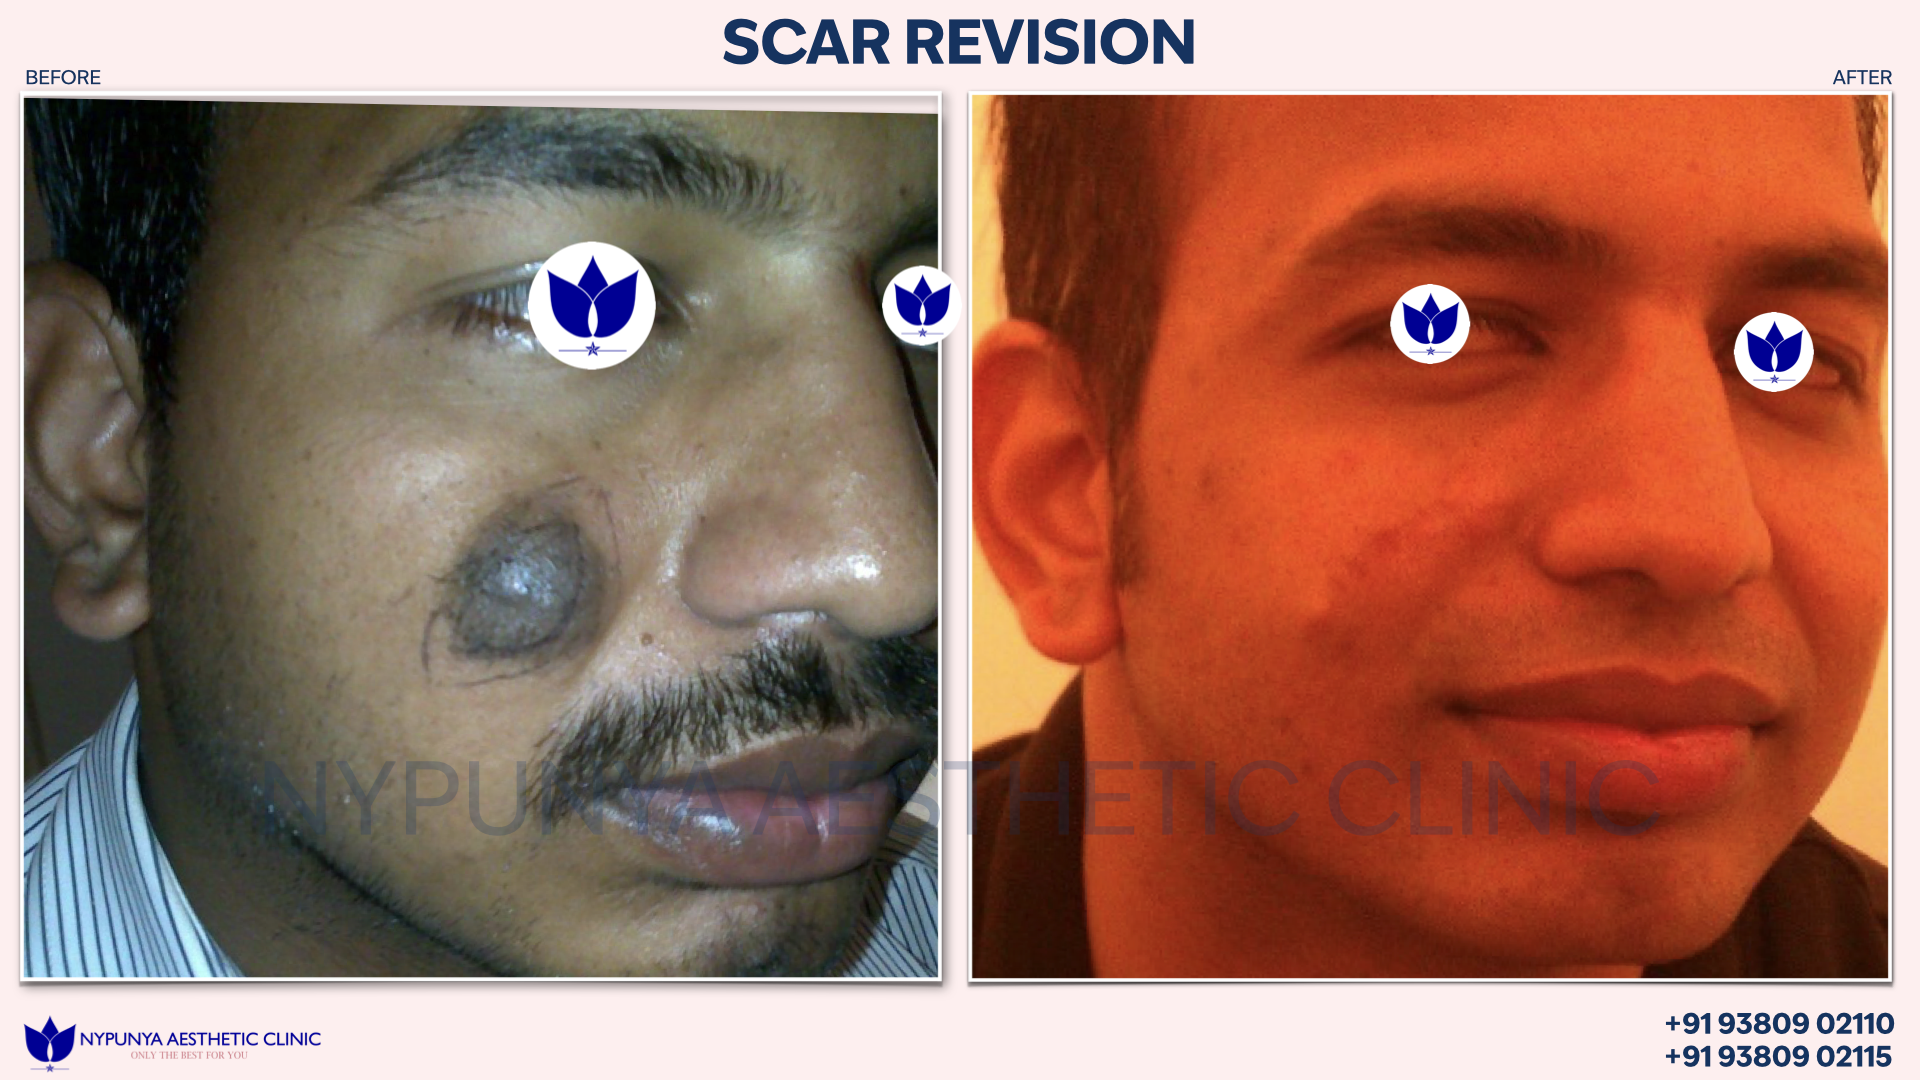 SCAR REVISION
BEFORE
AFTER
NYPUNYA AESTHETIC CLINIC
NYPUNYA AESTHETIC CLINIC
ONLY THE BEST FOR YOU
+91 93809 02110
+91 93809 02115